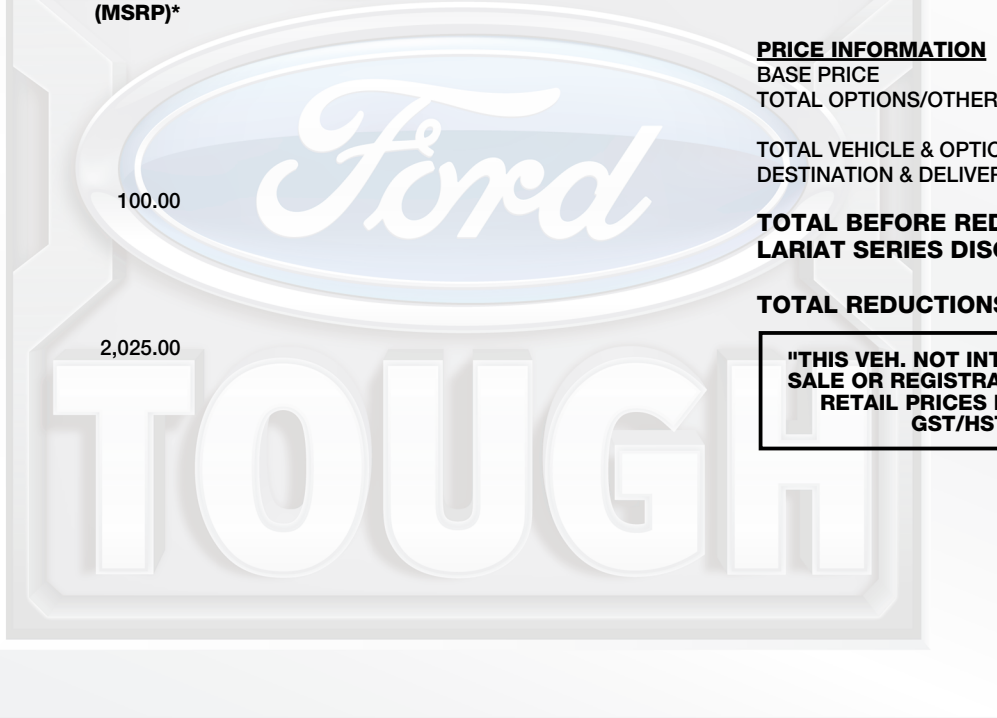 (MSRP)*
100.00
2,025.00
Ford
TOUGH
PRICE INFORMATION
BASE PRICE
TOTAL OPTIONS/OTHER
TOTAL VEHICLE & OPTIO
DESTINATION & DELIVER
TOTAL BEFORE RED
LARIAT SERIES DISC
TOTAL REDUCTIONS
"THIS VEH. NOT INT
SALE OR REGISTRA
RETAIL PRICES
GST/HST